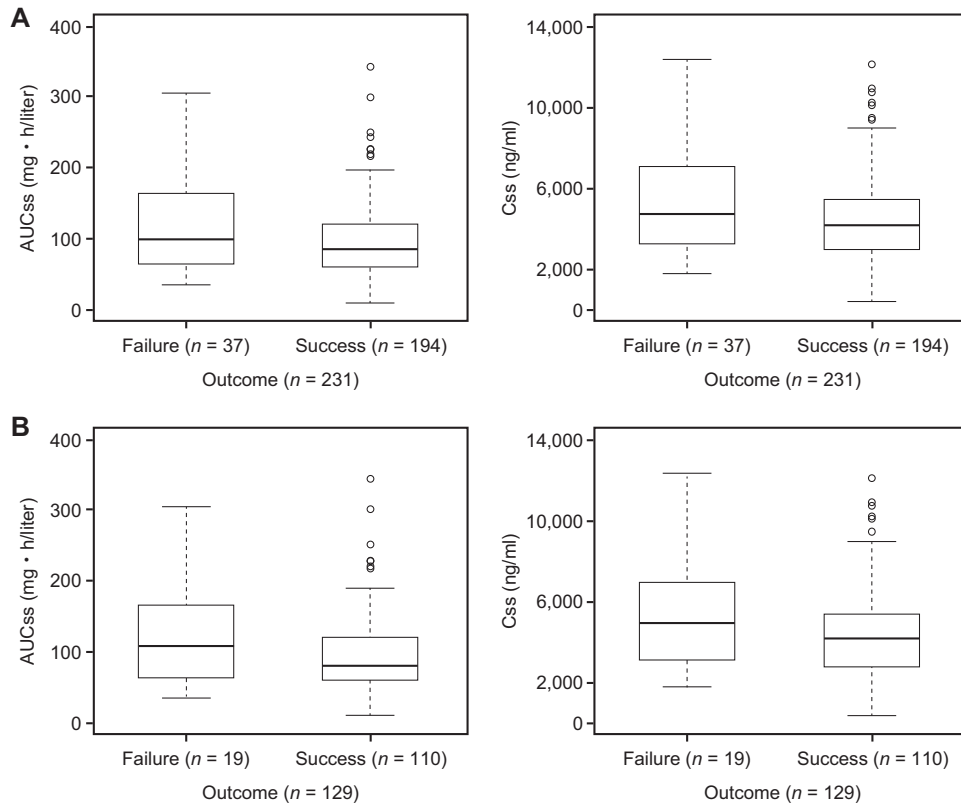 A
AUCss (mg • h/liter)
400
300
200
100
0
Failure (n = 37)
Success (n = 194)
Outcome (n = 231)
Css (ng/ml)
14,000
10,000
6,000
2,000
0
Failure (n = 37)
Success (n = 194)
Outcome (n = 231)
B
AUCss (mg • h/liter)
400
300
200
100
0
Failure (n = 19)
Success (n = 110)
Outcome (n = 129)
Css (ng/ml)
14,000
10,000
6,000
2,000
0
Failure (n = 19)
Success (n = 110)
Outcome (n = 129)